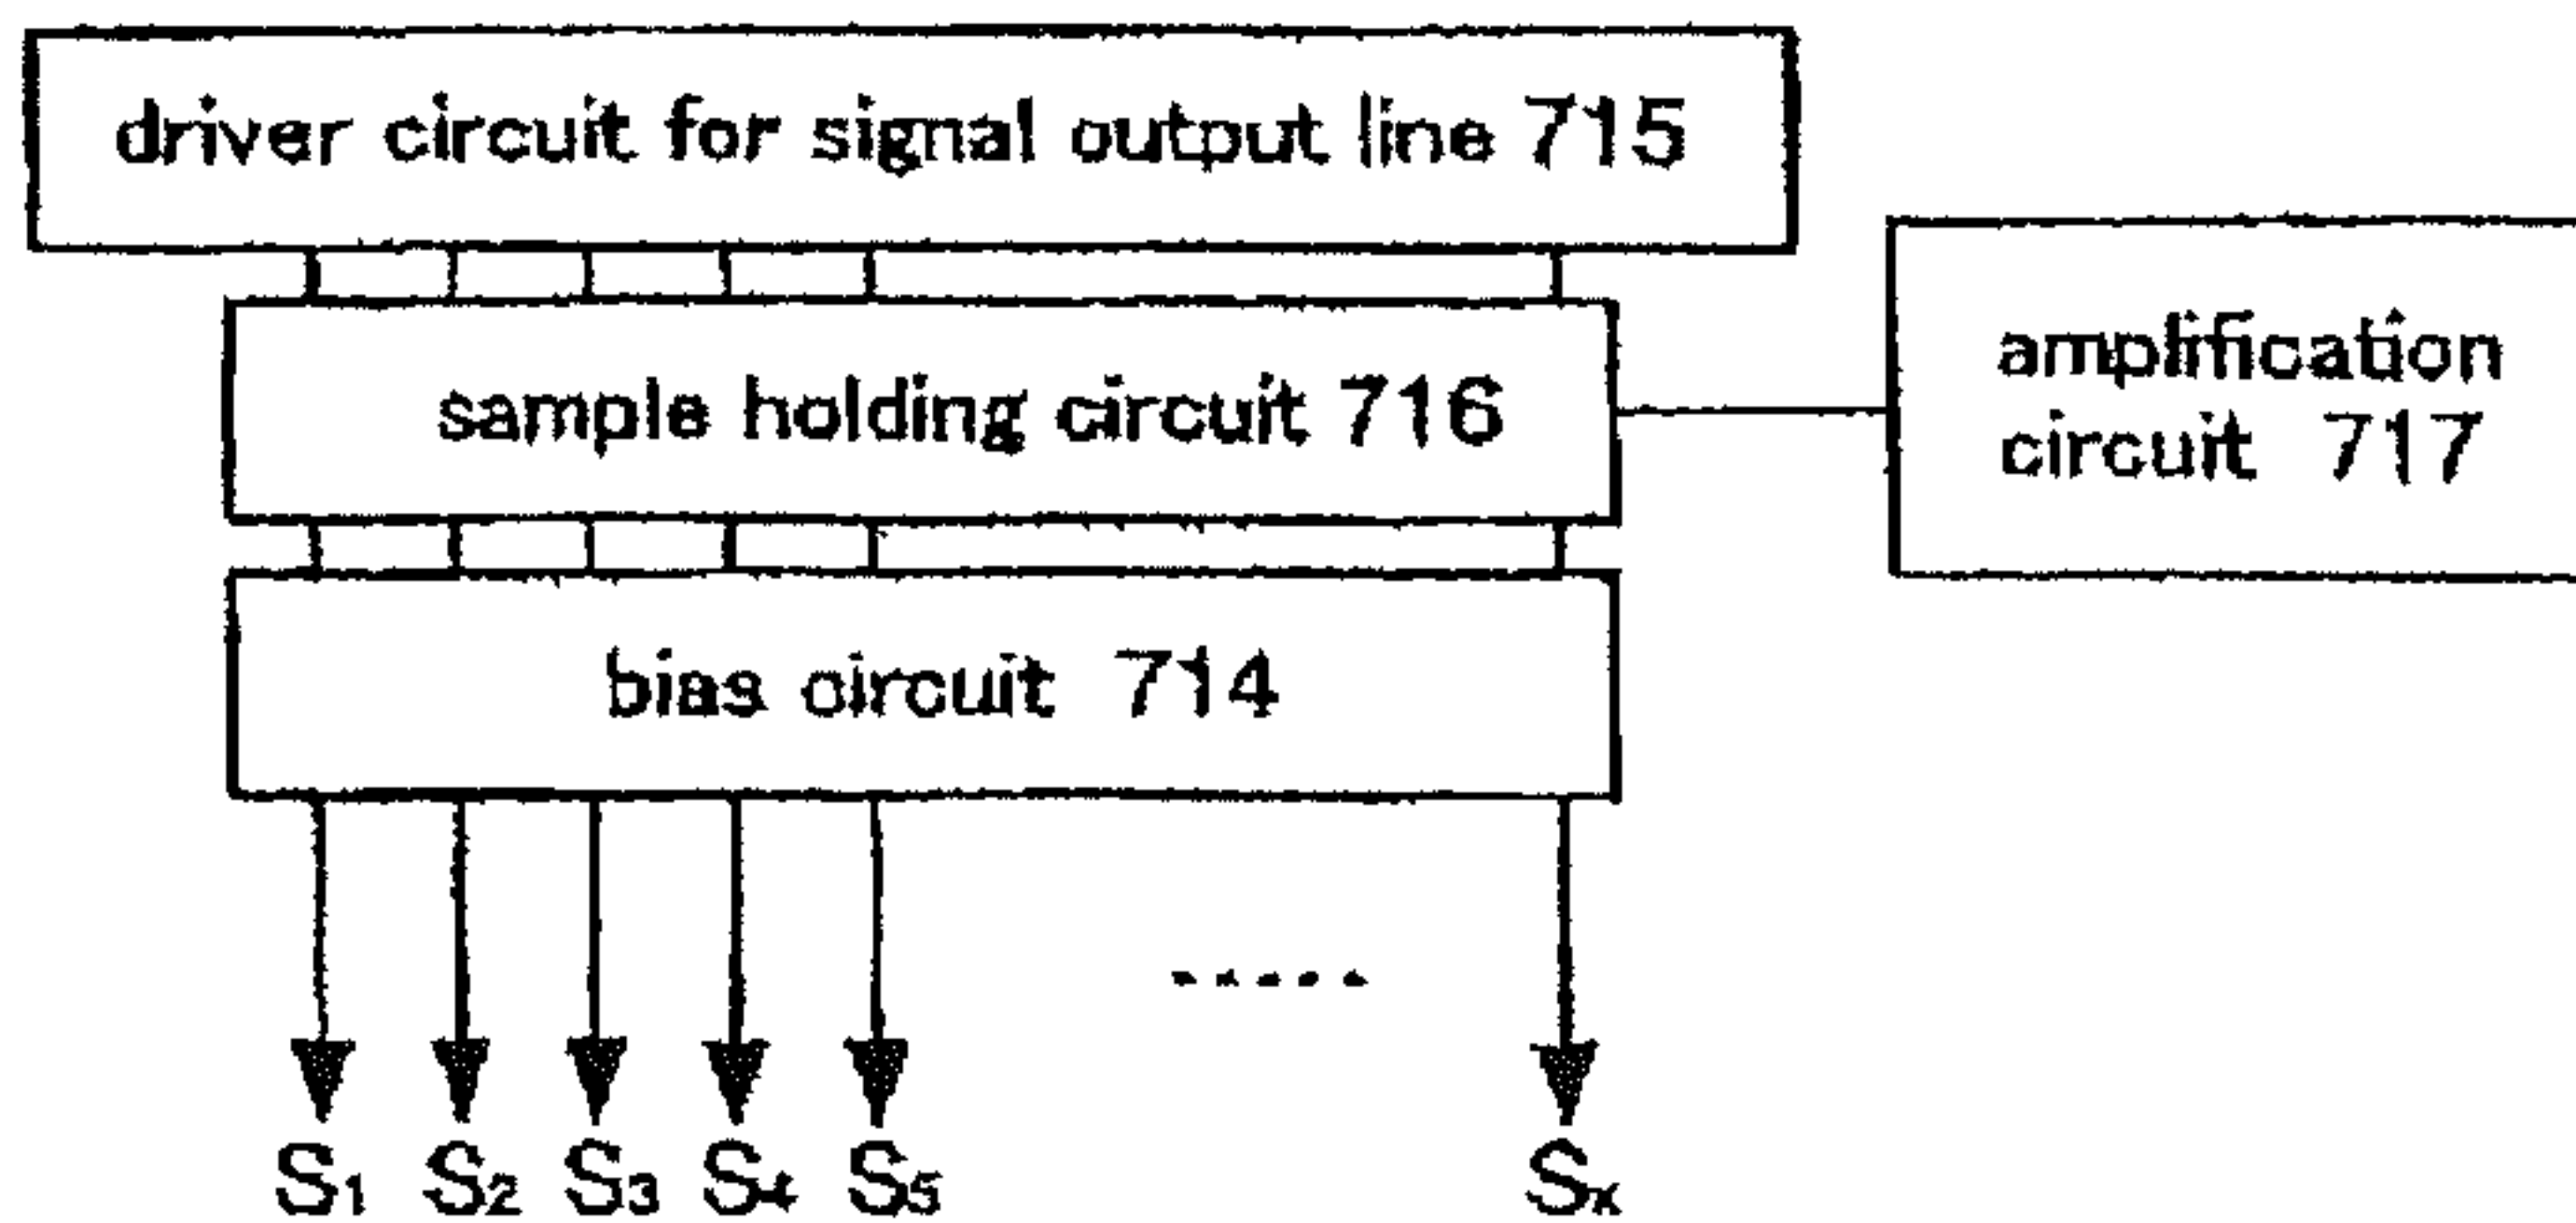 driver circuit for signal output line 715
sample holding circuit 716
amplification
circuit 717
bias circuit 714
.....
S1 S2 S3 S4 S5 Sx